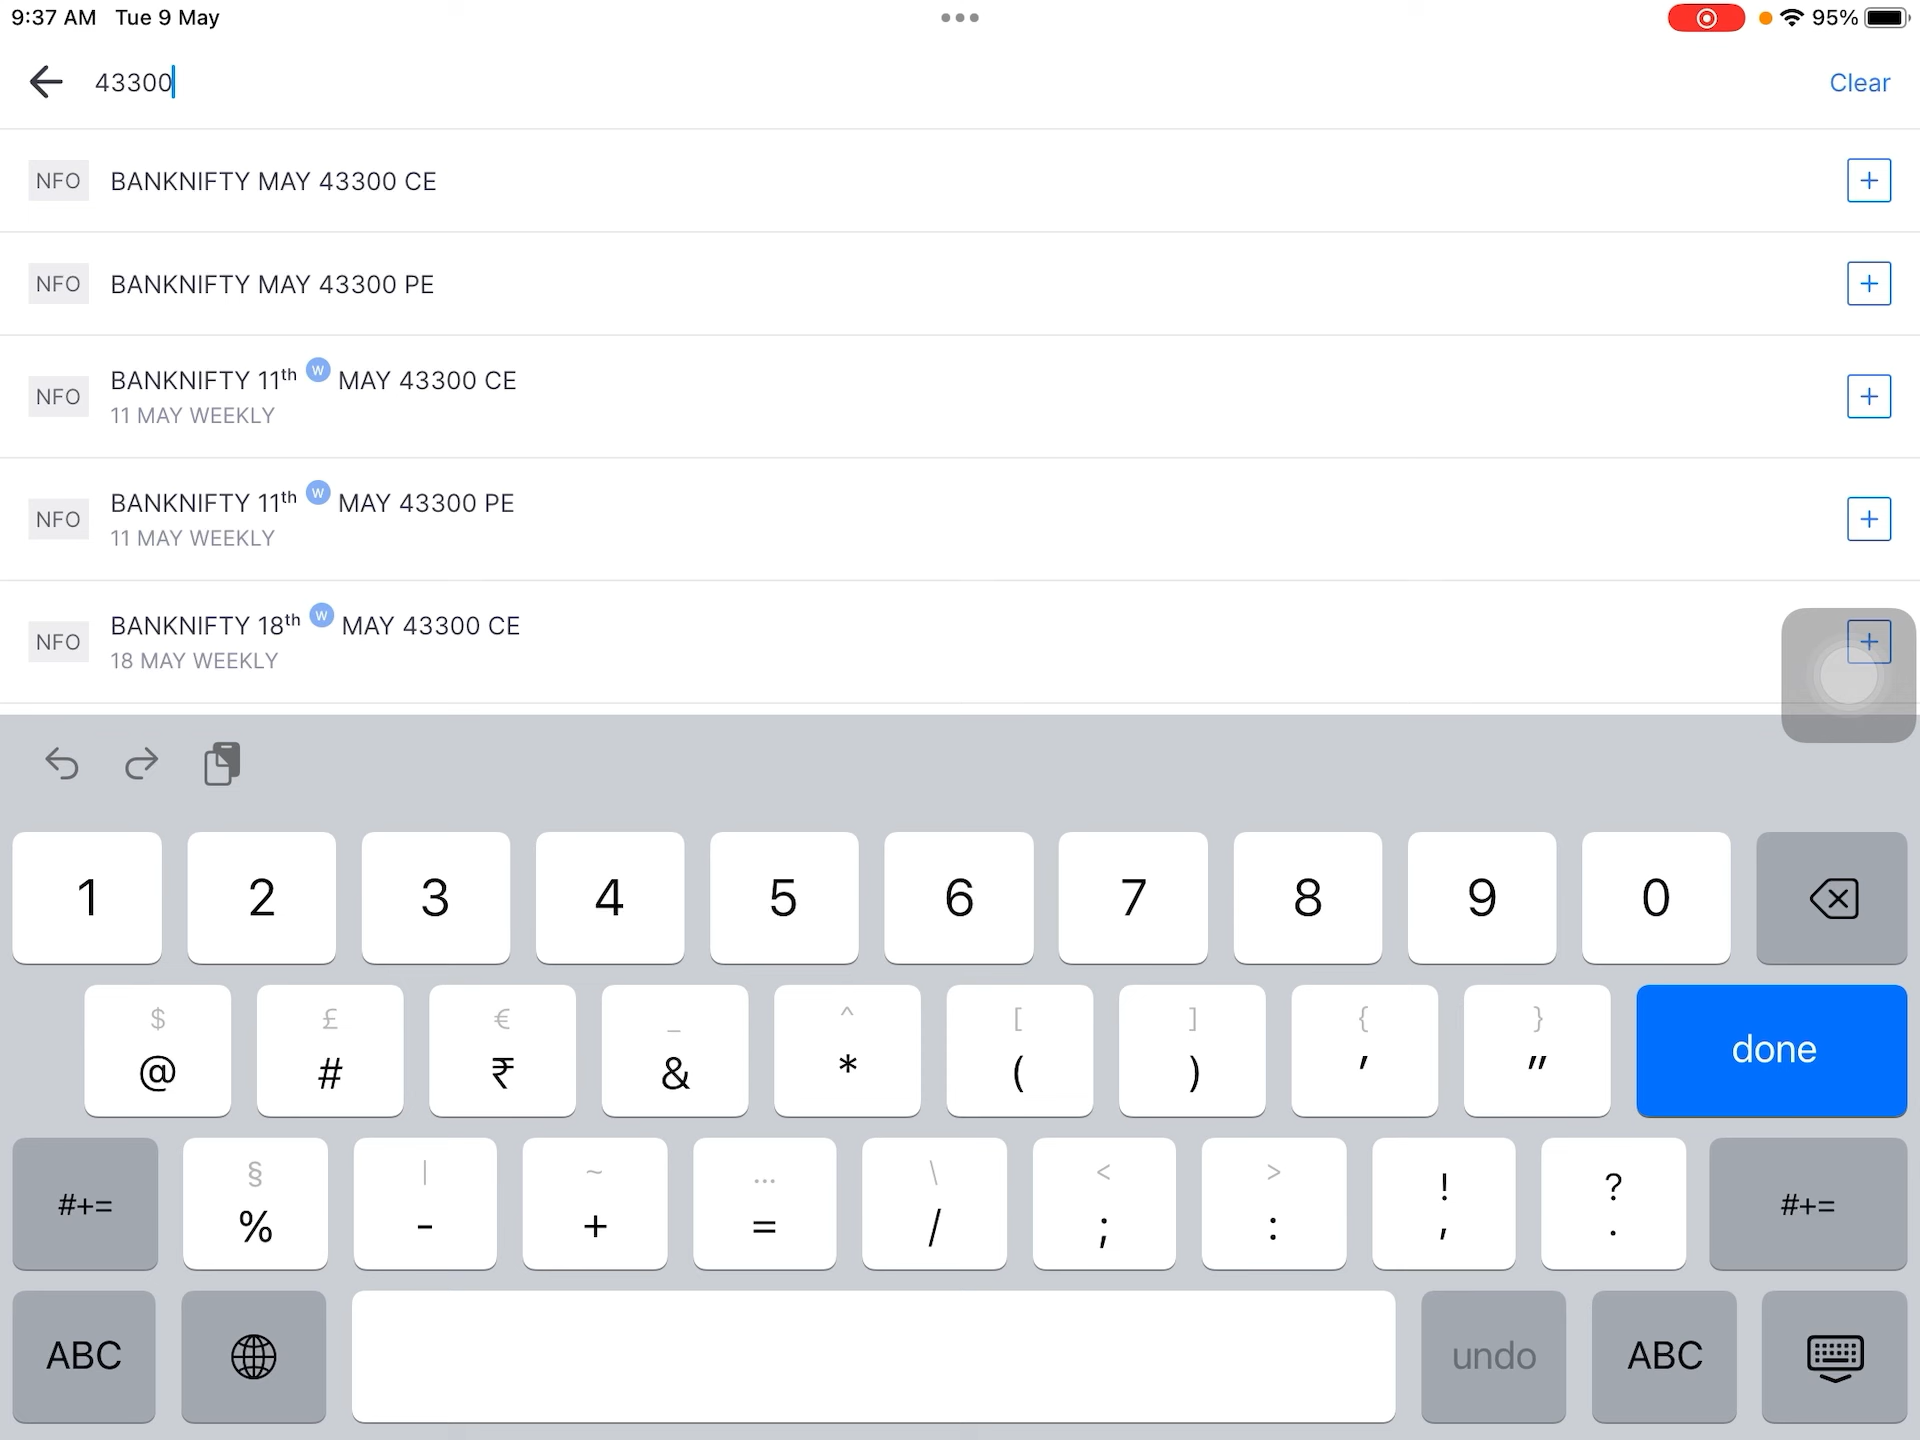 9:37 AM Tue 9 May
95%
43300
Clear
NFO BANKNIFTY MAY 43300 CE
NFO BANKNIFTY MAY 43300 PE
NFO BANKNIFTY 11th W MAY 43300 CE
11 MAY WEEKLY
NFO BANKNIFTY 11th W MAY 43300 PE
11 MAY WEEKLY
NFO BANKNIFTY 18th W MAY 43300 CE
18 MAY WEEKLY
1 2 3 4 5 6 7 8 9 0
$ £ € _ ^ [ ] { }
@ # ₹ & * ( ) ' " done
§ | ~ ... \ < > ! ?
#+= % - + = / ; : , . #+=
ABC undo ABC